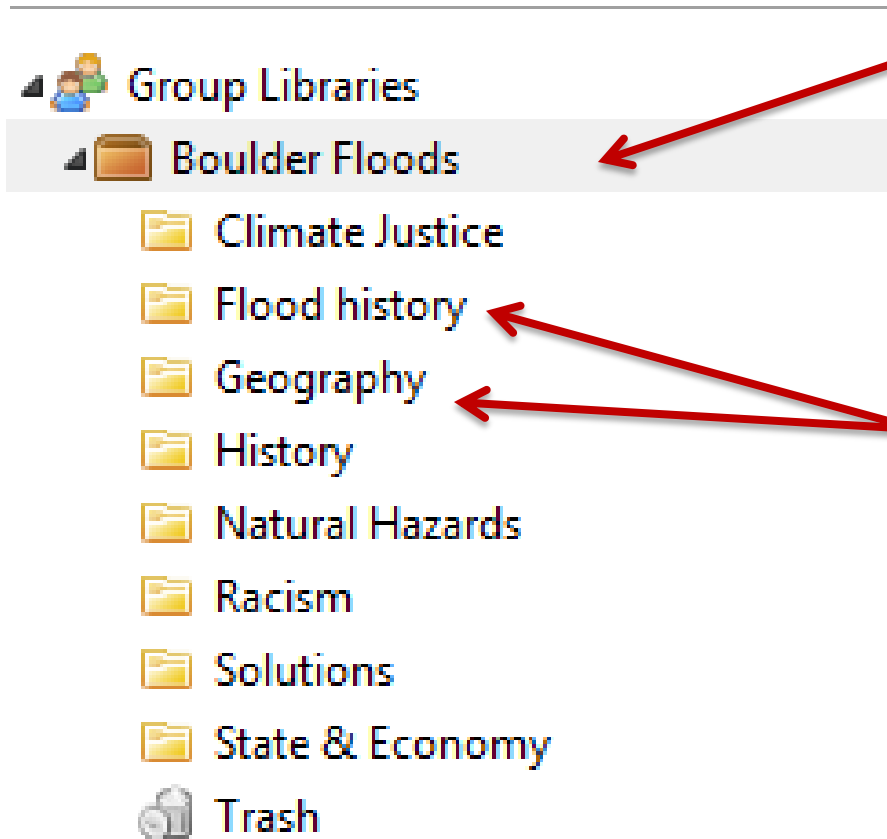 Group Libraries
Boulder Floods
Climate Justice
Flood history
Geography
History
Natural Hazards
Racism
Solutions
State & Economy
Trash